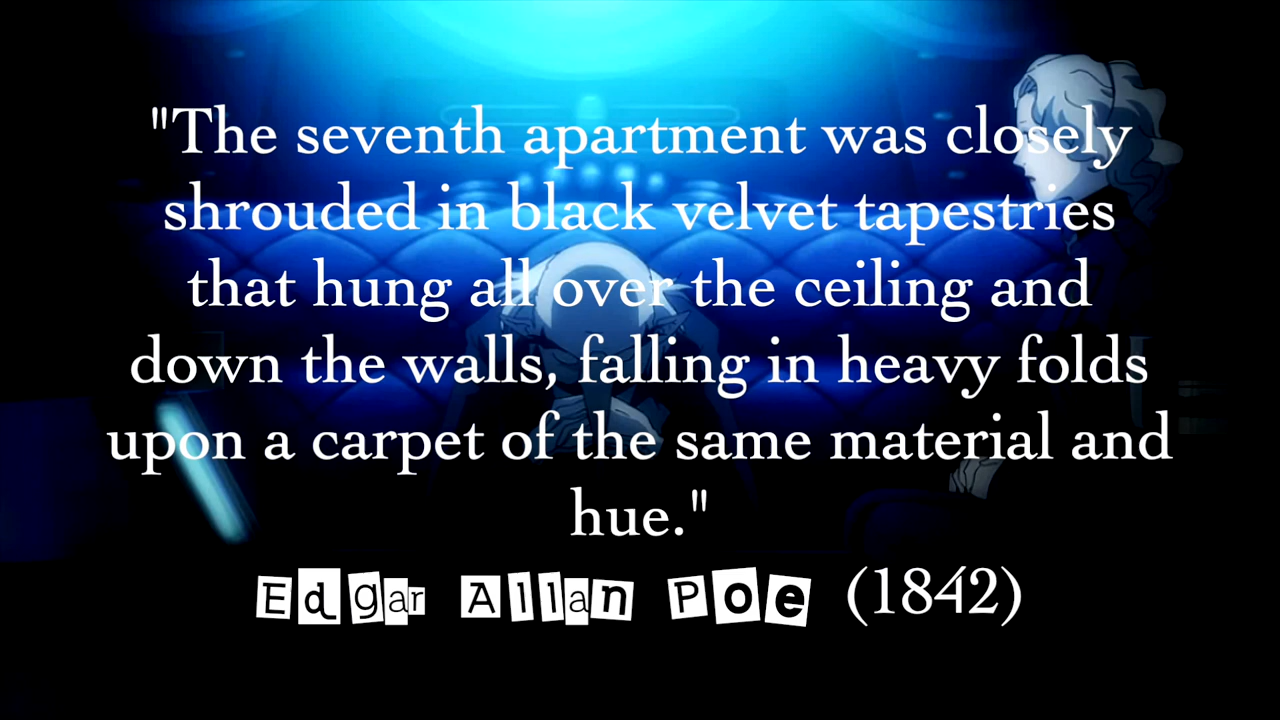 "The seventh apartment was closely
shrouded in black velvet tapestries
that hung all over the ceiling and
down the walls, falling in heavy folds
upon a carpet of the same material and
hue."
Edgar Allan Poe (1842)